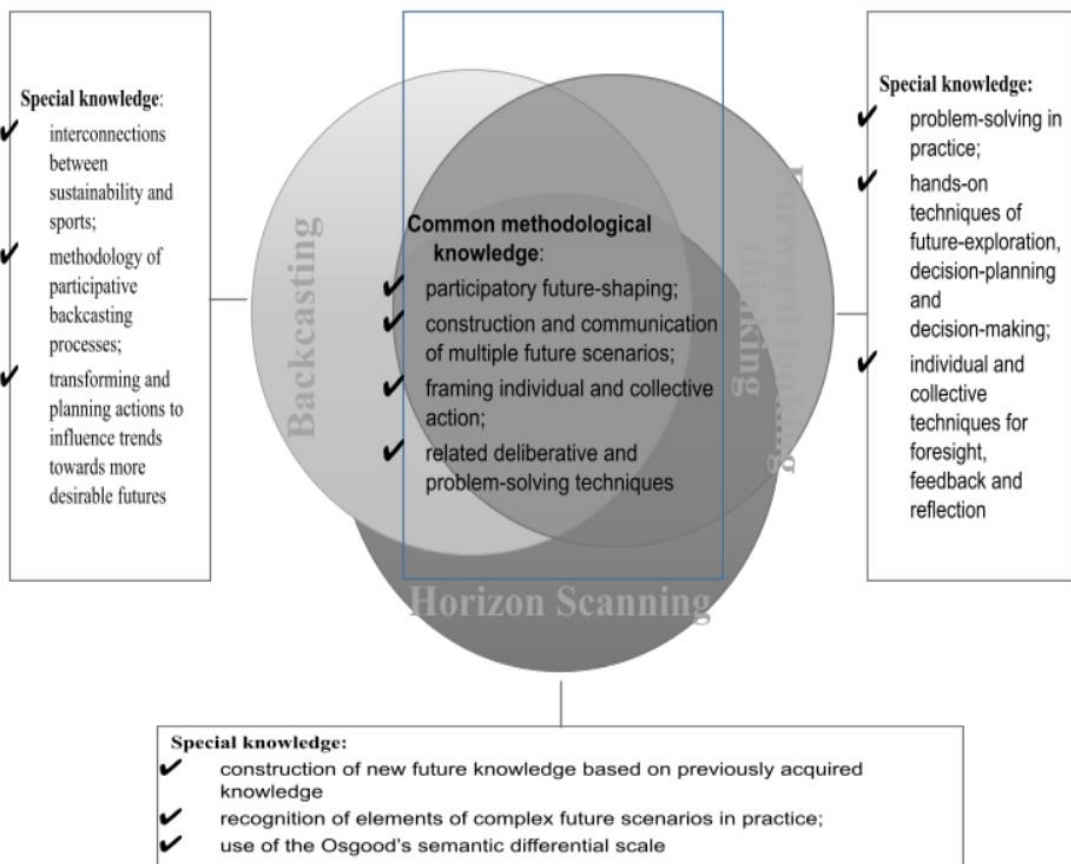 Special knowledge:
✔ interconnections
between
sustainability and
sports;
✔ methodology of
participative
backcasting
processes;
✔ transforming and
planning actions to
influence trends
towards more
desirable futures
Backcasting
Common methodological
knowledge:
✔ participatory future-shaping;
✔ construction and communication
of multiple future scenarios;
✔ framing individual and collective
action;
✔ related deliberative and
problem-solving techniques
Forward looking
thinking
Horizon Scanning
Special knowledge:
✔ problem-solving in
practice;
✔ hands-on
techniques of
future-exploration,
decision-planning
and
decision-making;
✔ individual and
collective
techniques for
foresight,
feedback and
reflection
Special knowledge:
✔ construction of new future knowledge based on previously acquired
knowledge
✔ recognition of elements of complex future scenarios in practice;
✔ use of the Osgood's semantic differential scale